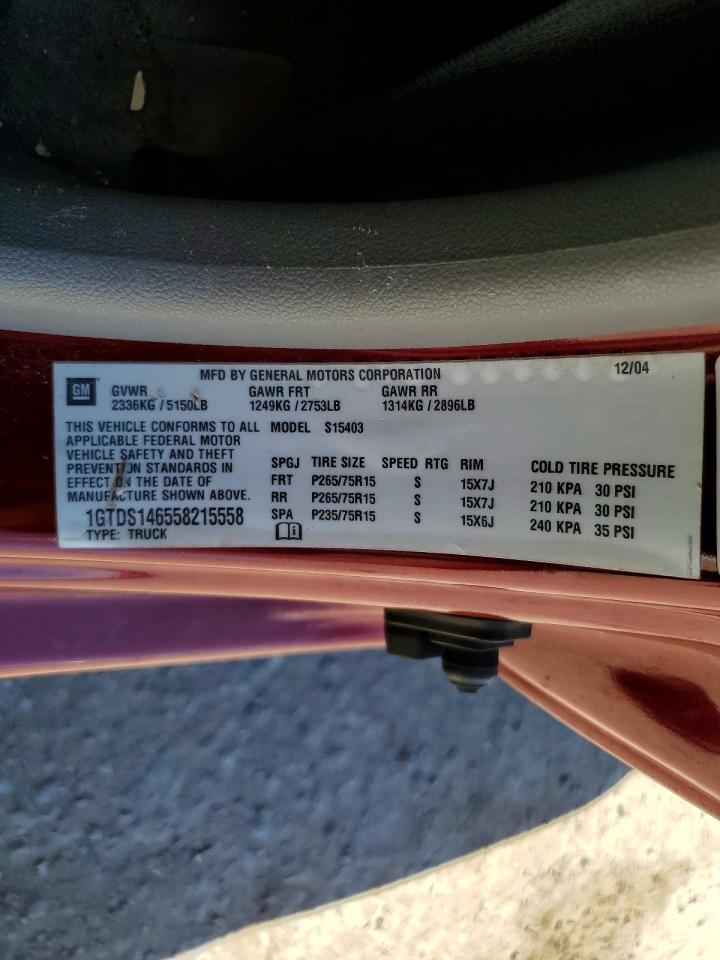 MFD BY GENERAL MOTORS CORPORATION 12/04
GM
GVWR GAWR FRT GAWR RR
2336KG / 5150LB 1249KG / 2753LB 1314KG / 2896LB
THIS VEHICLE CONFORMS TO ALL MODEL S15403
APPLICABLE FEDERAL MOTOR
VEHICLE SAFETY AND THEFT
PREVENTION STANDARDS IN
EFFECT ON THE DATE OF
MANUFACTURE SHOWN ABOVE.
1GTDS146558215558
TYPE: TRUCK
SPGJ TIRE SIZE SPEED RTG RIM COLD TIRE PRESSURE
FRT P265/75R15 S 15X7J 210 KPA 30 PSI
RR P265/75R15 S 15X7J 210 KPA 30 PSI
SPA P235/75R15 S 15X6J 240 KPA 35 PSI